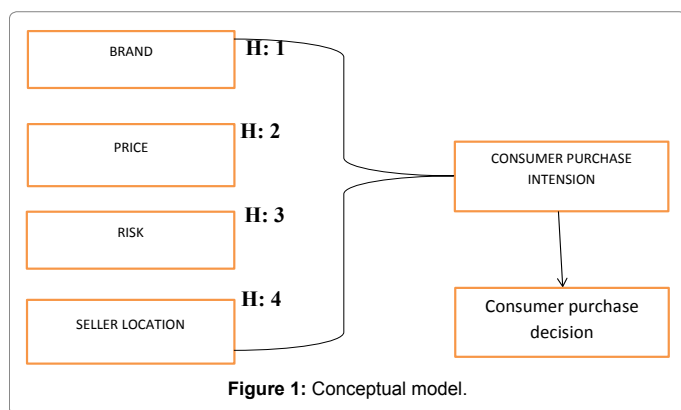 BRAND
H: 1
PRICE
H: 2
RISK
H: 3
SELLER LOCATION
H: 4
CONSUMER PURCHASE
INTENSION
Consumer purchase
decision
Figure 1: Conceptual model.